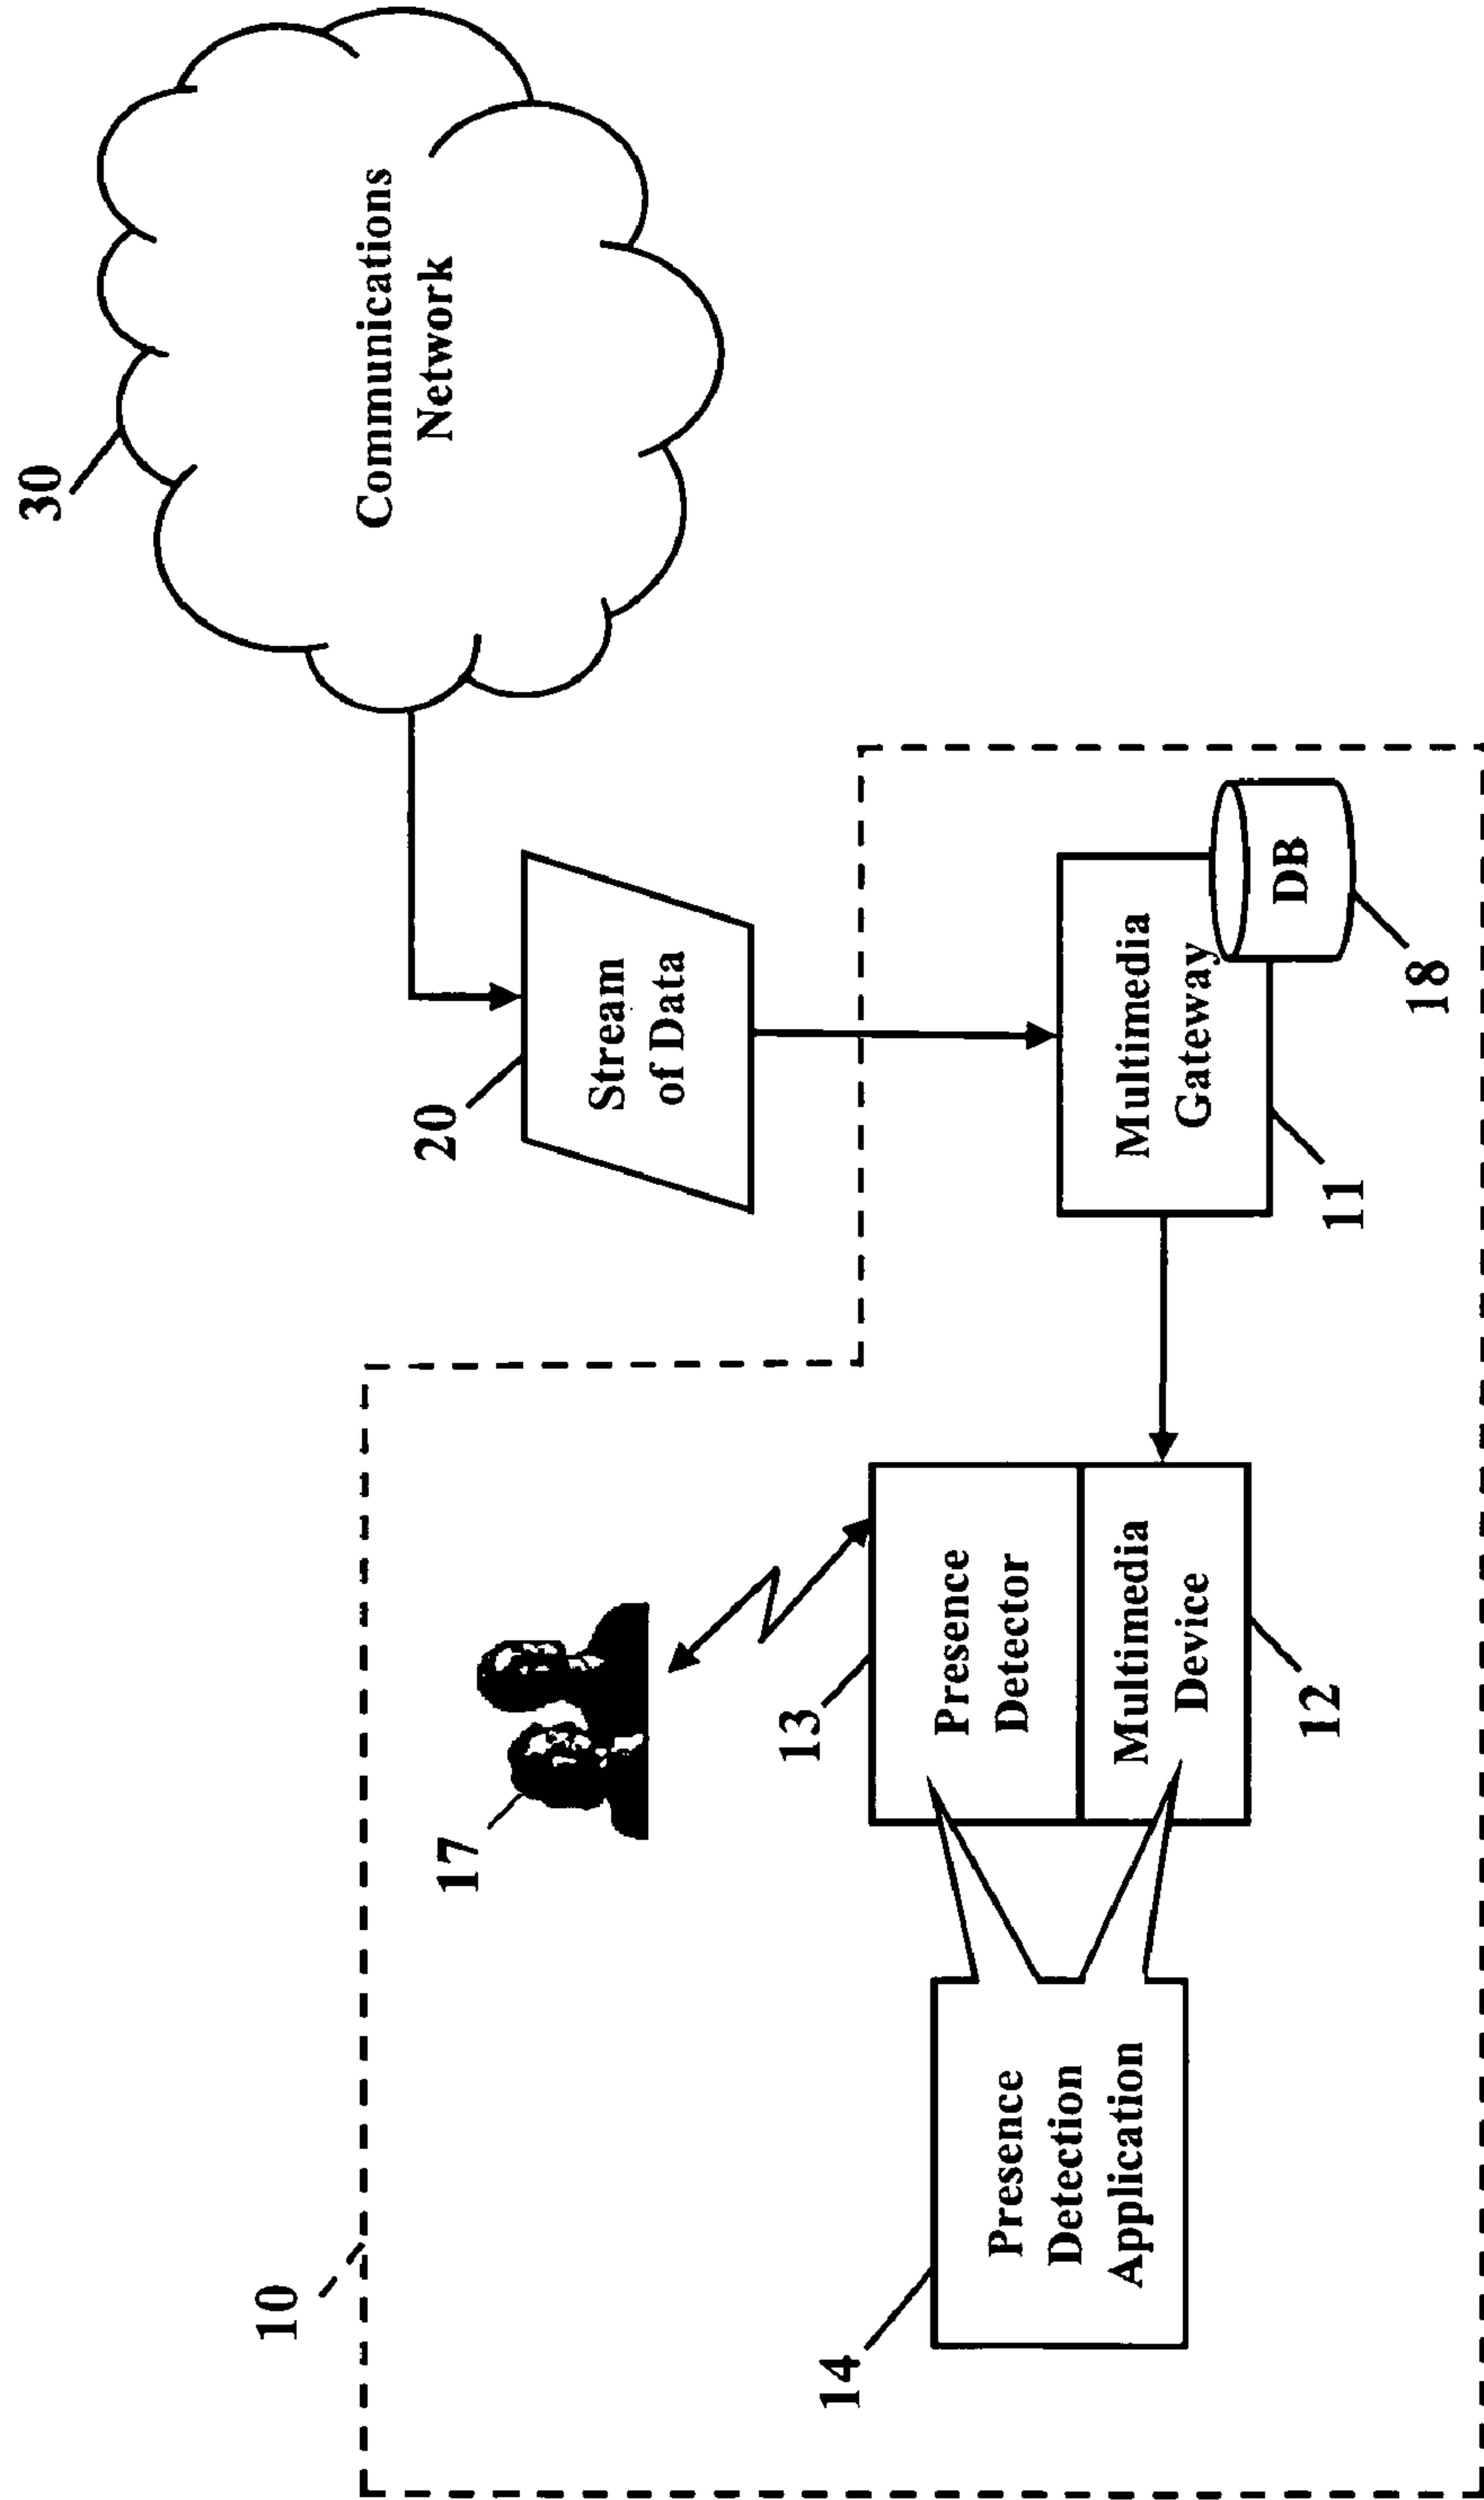 30
Communications
Network
20
Stream
of Data
10
17
13
Presence
Detector
Multimedia
Device
12
Multimedia
Gateway
11
DB
18
14
Presence
Detection
Application